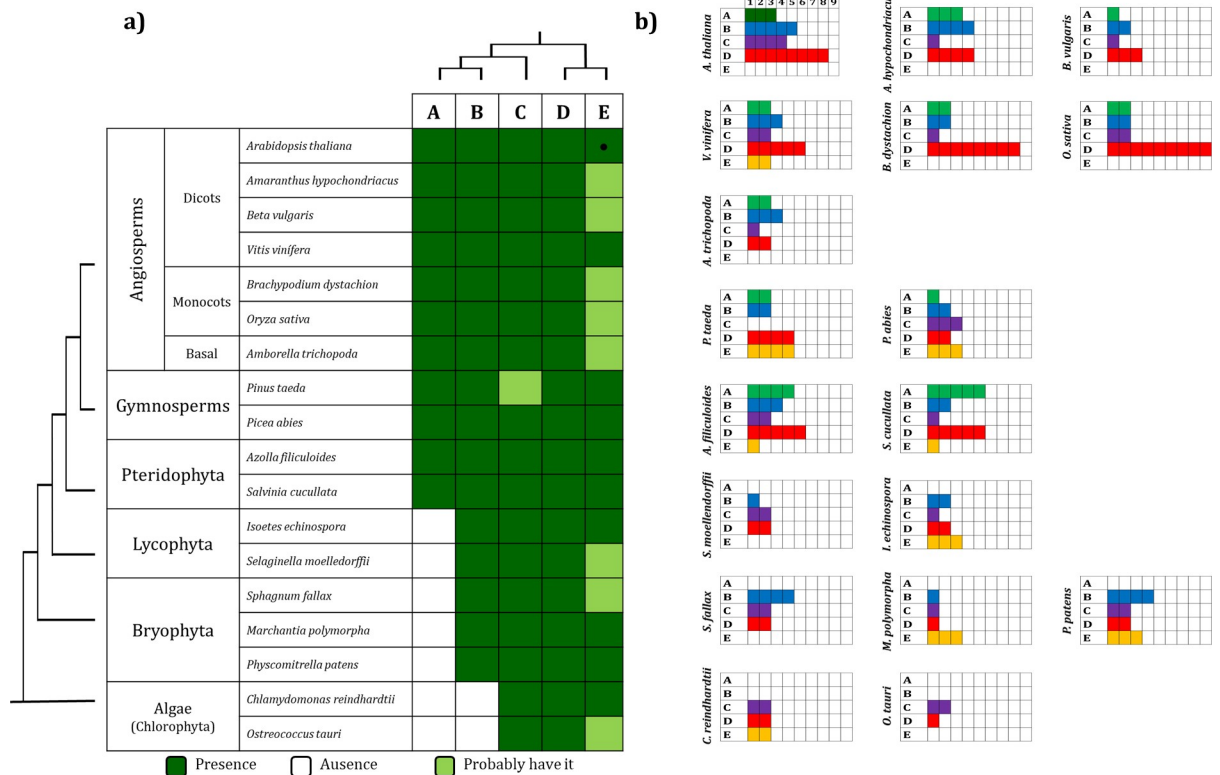 a)
A B C D E
Angiosperms
Dicots
Arabidopsis thaliana
Amaranthus hypochondriacus
Beta vulgaris
Vitis vinífera
Monocots
Brachypodium dystachion
Oryza sativa
Basal
Amborella trichopoda
Gymnosperms
Pinus taeda
Picea abies
Pteridophyta
Azolla filiculoides
Salvinia cucullata
Lycophyta
Isoetes echinospora
Selaginella moelledorffii
Bryophyta
Sphagnum fallax
Marchantia polymorpha
Physcomitrella patens
Algae
(Chlorophyta)
Chlamydomonas reindhardtii
Ostreococcus tauri
Presence
Ausence
Probably have it
b)
1 2 3 4 5 6 7 8 9
A. thaliana
A
B
C
D
E
A. hypochondriacus
A
B
C
D
E
B. vulgaris
A
B
C
D
E
V. vinifera
A
B
C
D
E
B. dystachion
A
B
C
D
E
O. sativa
A
B
C
D
E
A. trichopoda
A
B
C
D
E
P. taeda
A
B
C
D
E
P. abies
A
B
C
D
E
A. filiculoides
A
B
C
D
E
S. cucullata
A
B
C
D
E
S. moellendorffii
A
B
C
D
E
I. echinospora
A
B
C
D
E
S. fallax
A
B
C
D
E
M. polymorpha
A
B
C
D
E
P. patens
A
B
C
D
E
C. reindhardtii
A
B
C
D
E
O. tauri
A
B
C
D
E